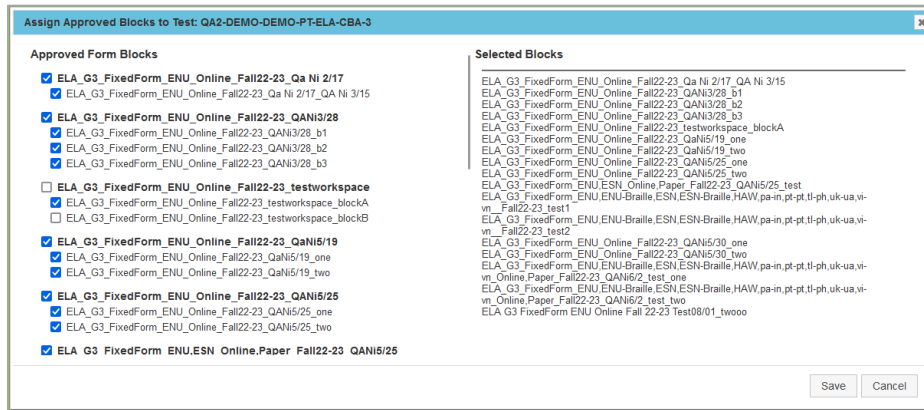 Assign Approved Blocks to Test: QA2-DEMO-DEMO-PT-ELA-CBA-3
Approved Form Blocks
ELA_G3_FixedForm_ENU_Online_Fall22-23_Qa Ni 2/17
ELA_G3_FixedForm_ENU_Online_Fall22-23_Qa Ni 2/17_QA Ni 3/15
ELA_G3_FixedForm_ENU_Online_Fall22-23_QANi3/28
ELA_G3_FixedForm_ENU_Online_Fall22-23_QANi3/28_b1
ELA_G3_FixedForm_ENU_Online_Fall22-23_QANi3/28_b2
ELA_G3_FixedForm_ENU_Online_Fall22-23_QANi3/28_b3
ELA_G3_FixedForm_ENU_Online_Fall22-23_testworkspace
ELA_G3_FixedForm_ENU_Online_Fall22-23_testworkspace_blockA
ELA_G3_FixedForm_ENU_Online_Fall22-23_testworkspace_blockB
ELA_G3_FixedForm_ENU_Online_Fall22-23_QaNi5/19
ELA_G3_FixedForm_ENU_Online_Fall22-23_QaNi5/19_one
ELA_G3_FixedForm_ENU_Online_Fall22-23_QaNi5/19_two
ELA_G3_FixedForm_ENU_Online_Fall22-23_QANi5/25
ELA_G3_FixedForm_ENU_Online_Fall22-23_QANi5/25_one
ELA_G3_FixedForm_ENU_Online_Fall22-23_QANi5/25_two
ELA_G3_FixedForm_ENU,ESN_Online,Paper_Fall22-23_QANi5/25
Selected Blocks
ELA_G3_FixedForm_ENU_Online_Fall22-23_Qa Ni 2/17_QA Ni 3/15
ELA_G3_FixedForm_ENU_Online_Fall22-23_QANi3/28_b1
ELA_G3_FixedForm_ENU_Online_Fall22-23_QANi3/28_b2
ELA_G3_FixedForm_ENU_Online_Fall22-23_QANi3/28_b3
ELA_G3_FixedForm_ENU_Online_Fall22-23_testworkspace_blockA
ELA_G3_FixedForm_ENU_Online_Fall22-23_QaNi5/19_one
ELA_G3_FixedForm_ENU_Online_Fall22-23_QaNi5/19_two
ELA_G3_FixedForm_ENU_Online_Fall22-23_QANi5/25_one
ELA_G3_FixedForm_ENU_Online_Fall22-23_QANi5/25_two
ELA_G3_FixedForm_ENU,ESN_Online,Paper_Fall22-23_QANi5/25_test
ELA_G3_FixedForm_ENU,ENU-Braille,ESN,ESN-Braille,HAW,pa-in,pt-pt,tl-ph,uk-ua,vi-
vn__Fall22-23_test1
ELA_G3_FixedForm_ENU,ENU-Braille,ESN,ESN-Braille,HAW,pa-in,pt-pt,tl-ph,uk-ua,vi-
vn__Fall22-23_test2
ELA_G3_FixedForm_ENU_Online_Fall22-23_QANi5/30_one
ELA_G3_FixedForm_ENU_Online_Fall22-23_QANi5/30_two
ELA_G3_FixedForm_ENU,ENU-Braille,ESN,ESN-Braille,HAW,pa-in,pt-pt,tl-ph,uk-ua,vi-
vn_Online,Paper_Fall22-23_QANi6/2_test_one
ELA_G3_FixedForm_ENU,ENU-Braille,ESN,ESN-Braille,HAW,pa-in,pt-pt,tl-ph,uk-ua,vi-
vn_Online,Paper_Fall22-23_QANi6/2_test_two
ELA G3 FixedForm ENU Online Fall 22-23 Test08/01_twooo
Save
Cancel